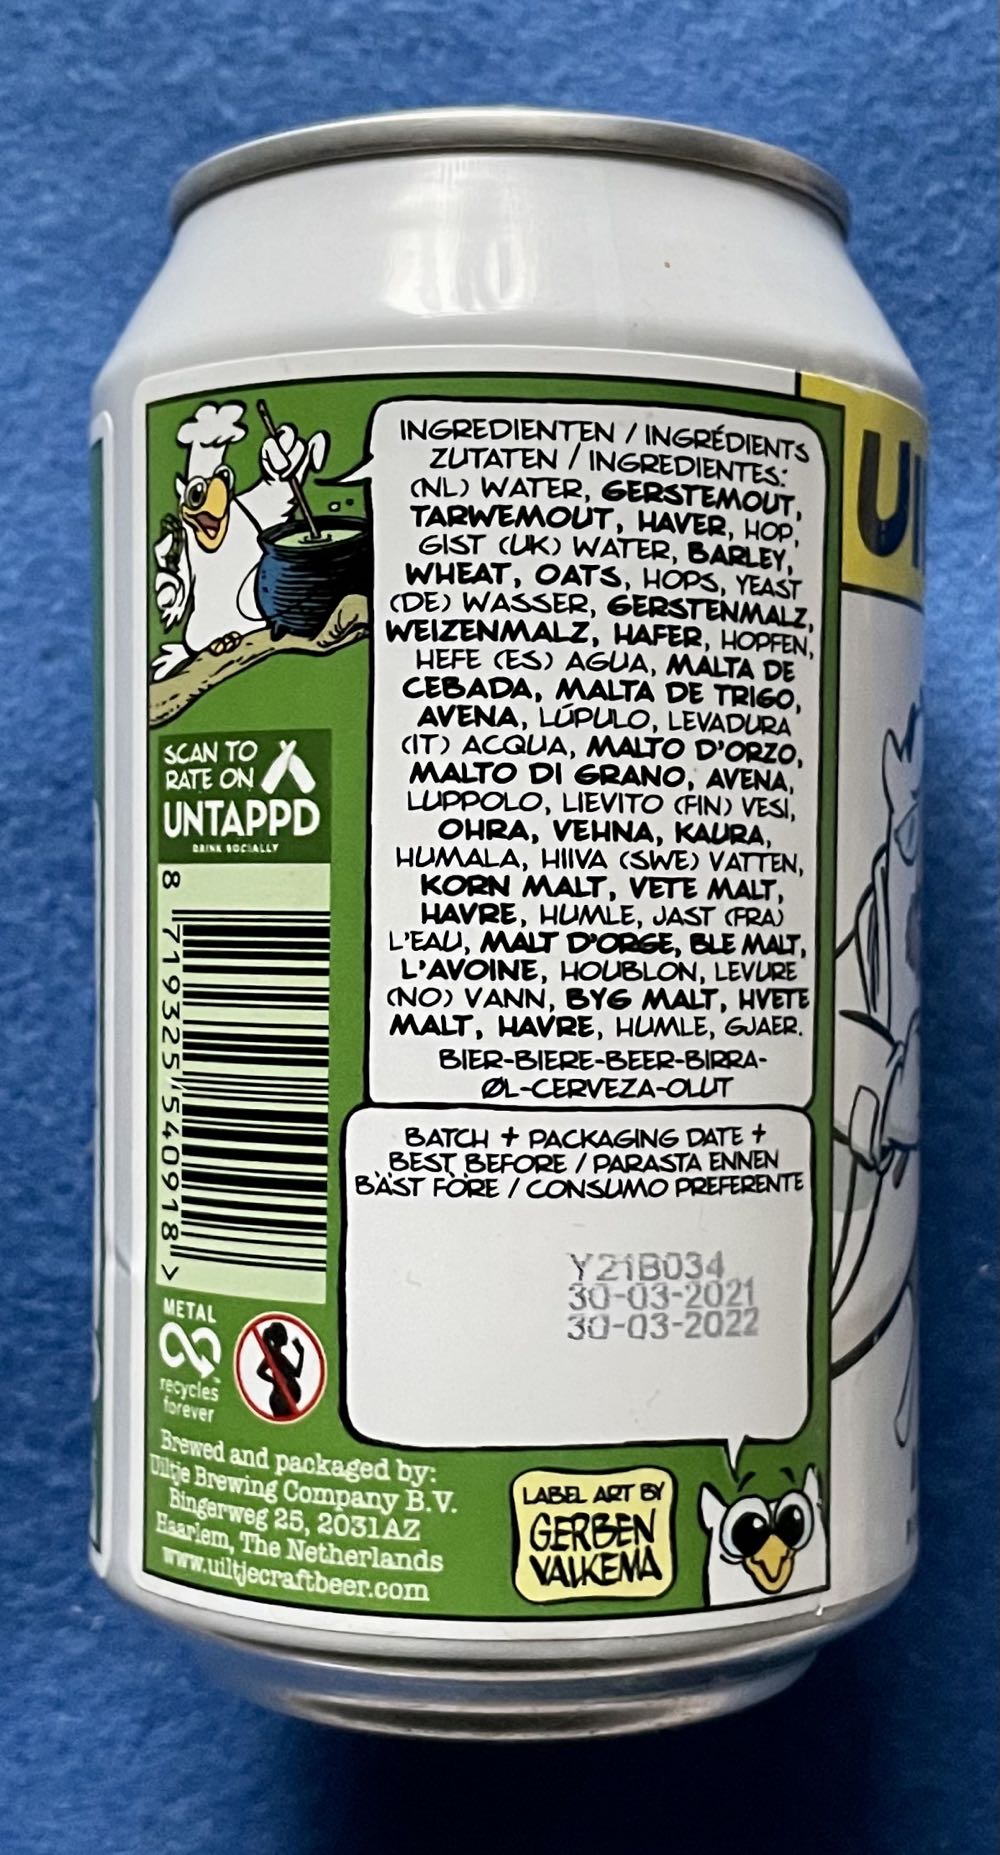 INGREDIENTEN / INGRÉDIENTS
ZUTATEN / INGREDIENTES:
(NL) WATER, GERSTEMOUT,
TARWEMOUT, HAVER, HOP,
GIST (UK) WATER, BARLEY,
WHEAT, OATS, HOPS, YEAST
(DE) WASSER, GERSTENMALZ,
WEIZENMALZ, HAFER, HOPFEN,
HEFE (ES) AGUA, MALTA DE
CEBADA, MALTA DE TRIGO,
AVENA, LÚPULO, LEVADURA
(IT) ACQUA, MALTO D'ORZO,
MALTO DI GRANO, AVENA,
LUPPOLO, LIEVITO (FIN) VESI,
OHRA, VEHNA, KAURA,
HUMALA, HIIVA (SWE) VATTEN,
KORN MALT, VETE MALT,
HAVRE, HUMLE, JAST (FRA)
L'EAU, MALT D'ORGE, BLE MALT,
L'AVOINE, HOUBLON, LEVURE
(NO) VANN, BYG MALT, HVETE
MALT, HAVRE, HUMLE, GJAER.
BIER-BIERE-BEER-BIRRA-
ØL-CERVEZA-OLUT
SCAN TO
RATE ON
UNTAPPD
DRINK SOCIALLY
8 719325 540918 >
BATCH + PACKAGING DATE +
BEST BEFORE / PARASTA ENNEN
BÄST FÖRE / CONSUMO PREFERENTE
Y21B034
30-03-2021
30-03-2022
METAL
recycles
forever
Brewed and packaged by:
Uiltje Brewing Company B.V.
Bingerweg 25, 2031AZ
Haarlem, The Netherlands
www.uiltjecraftbeer.com
LABEL ART BY
GERBEN
VALKEMA